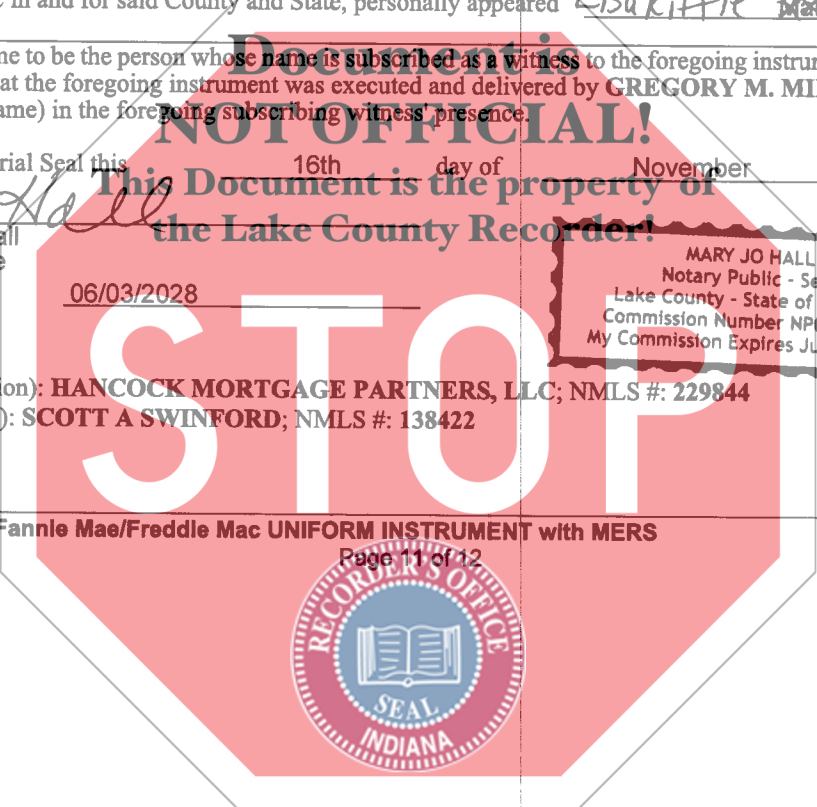 e in and for said County and State, personally appeared
Document is
me to be the person whose name is subscribed as a witness to the foregoing instru
at the foregoing instrument was executed and delivered by GREGORY M. MI
ame) in the foregoing subscribing witness' presence.
NOT OFFICIAL!
rial Seal this 16th day of November
This Document is the property of
Hall
the Lake County Recorder!
all
e
MARY JO HALL
Notary Public - Se
Lake County - State of
Commission Number NP
My Commission Expires Ju
06/03/2028
STOP
ion): HANCOCK MORTGAGE PARTNERS, LLC; NMLS #: 229844
): SCOTT A SWINFORD; NMLS #: 138422
Fannie Mae/Freddie Mac UNIFORM INSTRUMENT with MERS
Page 11 of 12
RECORDER'S OFFICE
SEAL
INDIANA